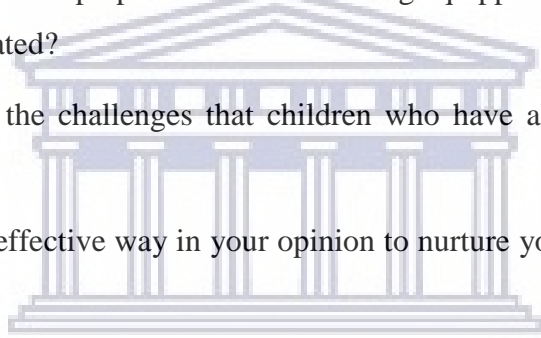 ated?
the challenges that children who have a
effective way in your opinion to nurture yo